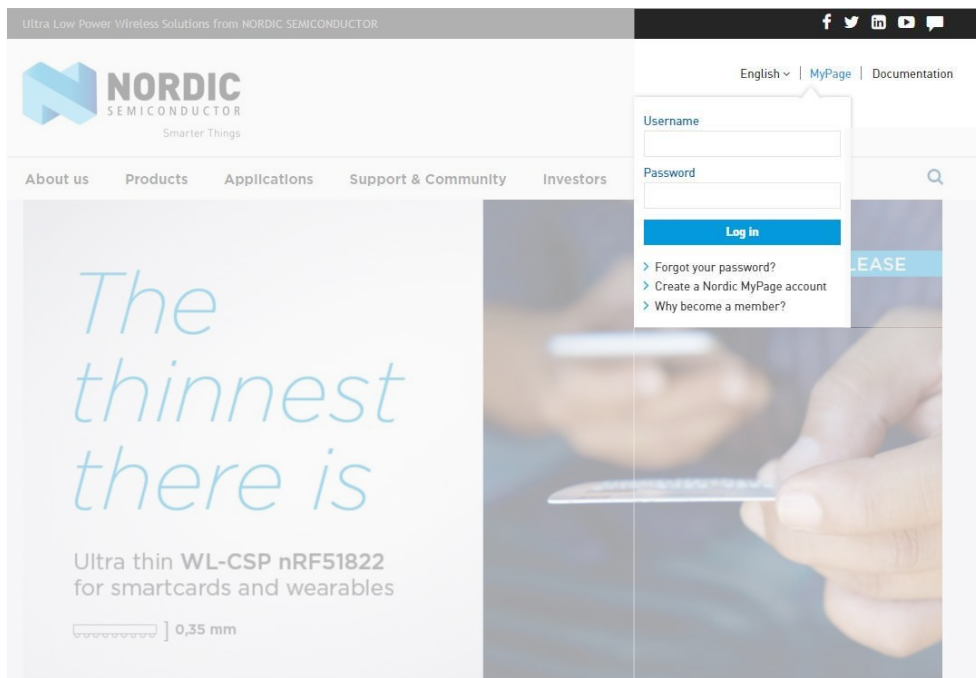 Ultra Low Power Wireless Solutions from NORDIC SEMICONDUCTOR
NORDIC
SEMICONDUCTOR
Smarter Things
English | MyPage | Documentation
Username
Password
Log in
> Forgot your password?
> Create a Nordic MyPage account
> Why become a member?
About us Products Applications Support & Community Investors
LEASE
The
thinnest
there is
Ultra thin WL-CSP nRF51822
for smartcards and wearables
0,35 mm